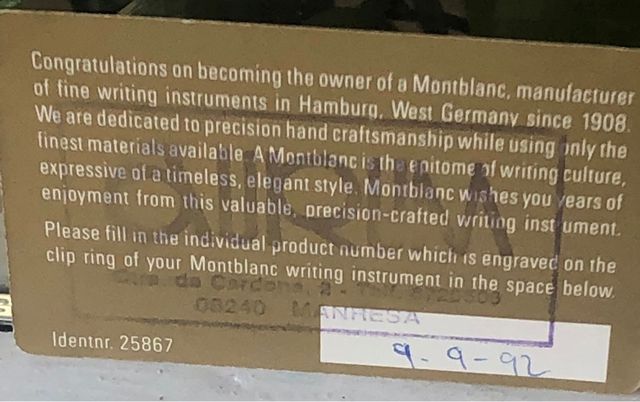 Congratulations on becoming the owner of a Montblanc, manufacturer
of fine writing instruments in Hamburg, West Germany since 1908.
We are dedicated to precision hand craftsmanship while using only the
finest materials available. A Montblanc is the epitome of writing culture,
expressive of a timeless, elegant style. Montblanc wishes you years of
enjoyment from this valuable, precision-crafted writing instrument.
Please fill in the individual product number which is engraved on the
clip ring of your Montblanc writing instrument in the space below.
de Cardona, 2 -
08240 MANRESA
Identnr. 25867
9-9-92